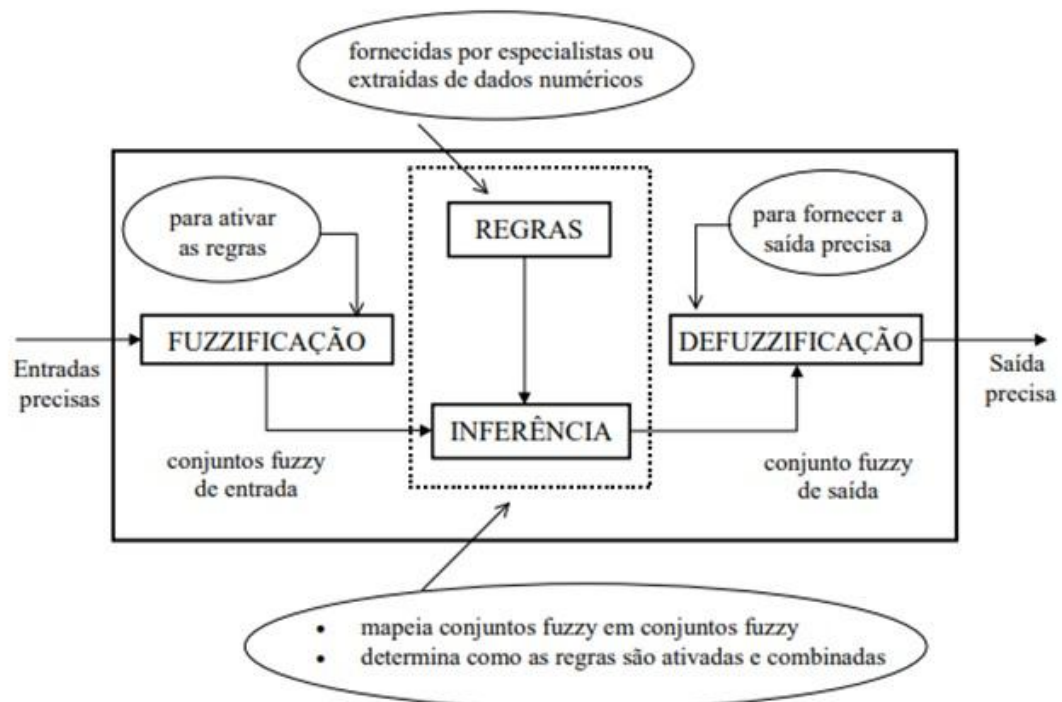 fornecidas por especialistas ou
extraídas de dados numéricos
para ativar
as regras
REGRAS
para fornecer a
saída precisa
FUZZIFICAÇÃO
DEFUZZIFICAÇÃO
Entradas
precisas
Saída
precisa
INFERÊNCIA
conjuntos fuzzy
de entrada
conjunto fuzzy
de saída
• mapeia conjuntos fuzzy em conjuntos fuzzy
• determina como as regras são ativadas e combinadas